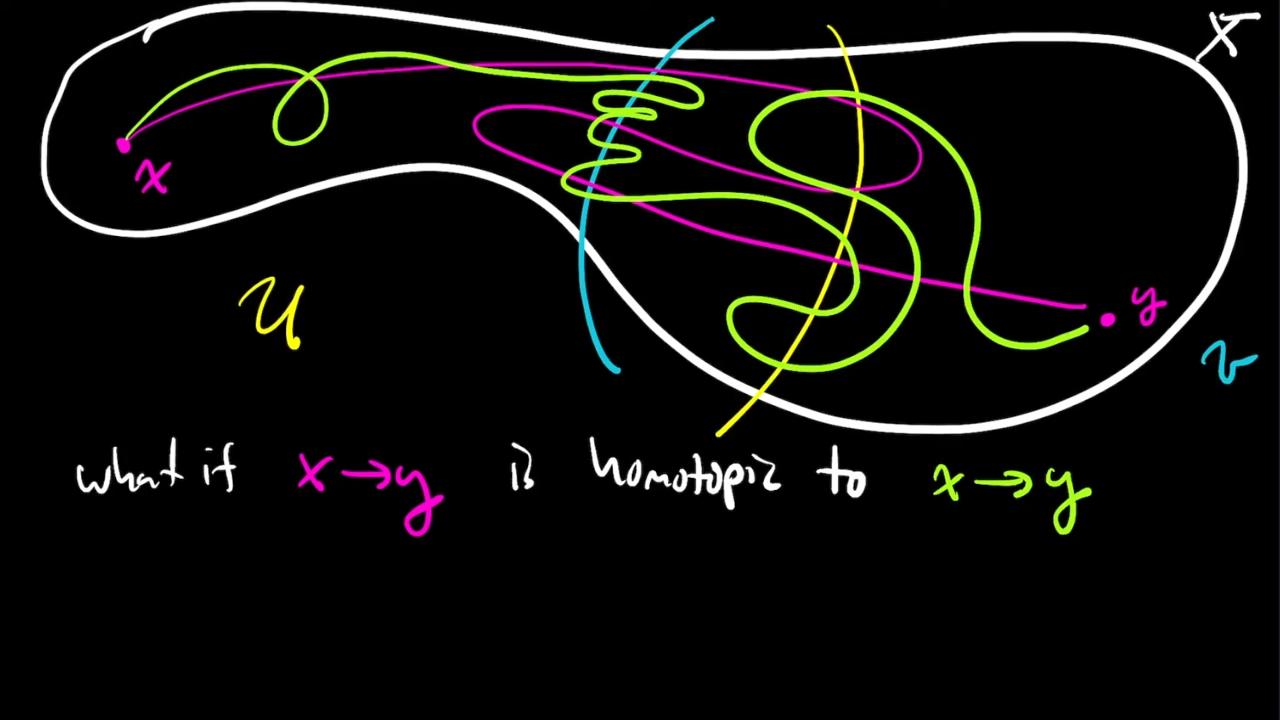 X
x
y
U
V
what if x → y is homotopic to x → y